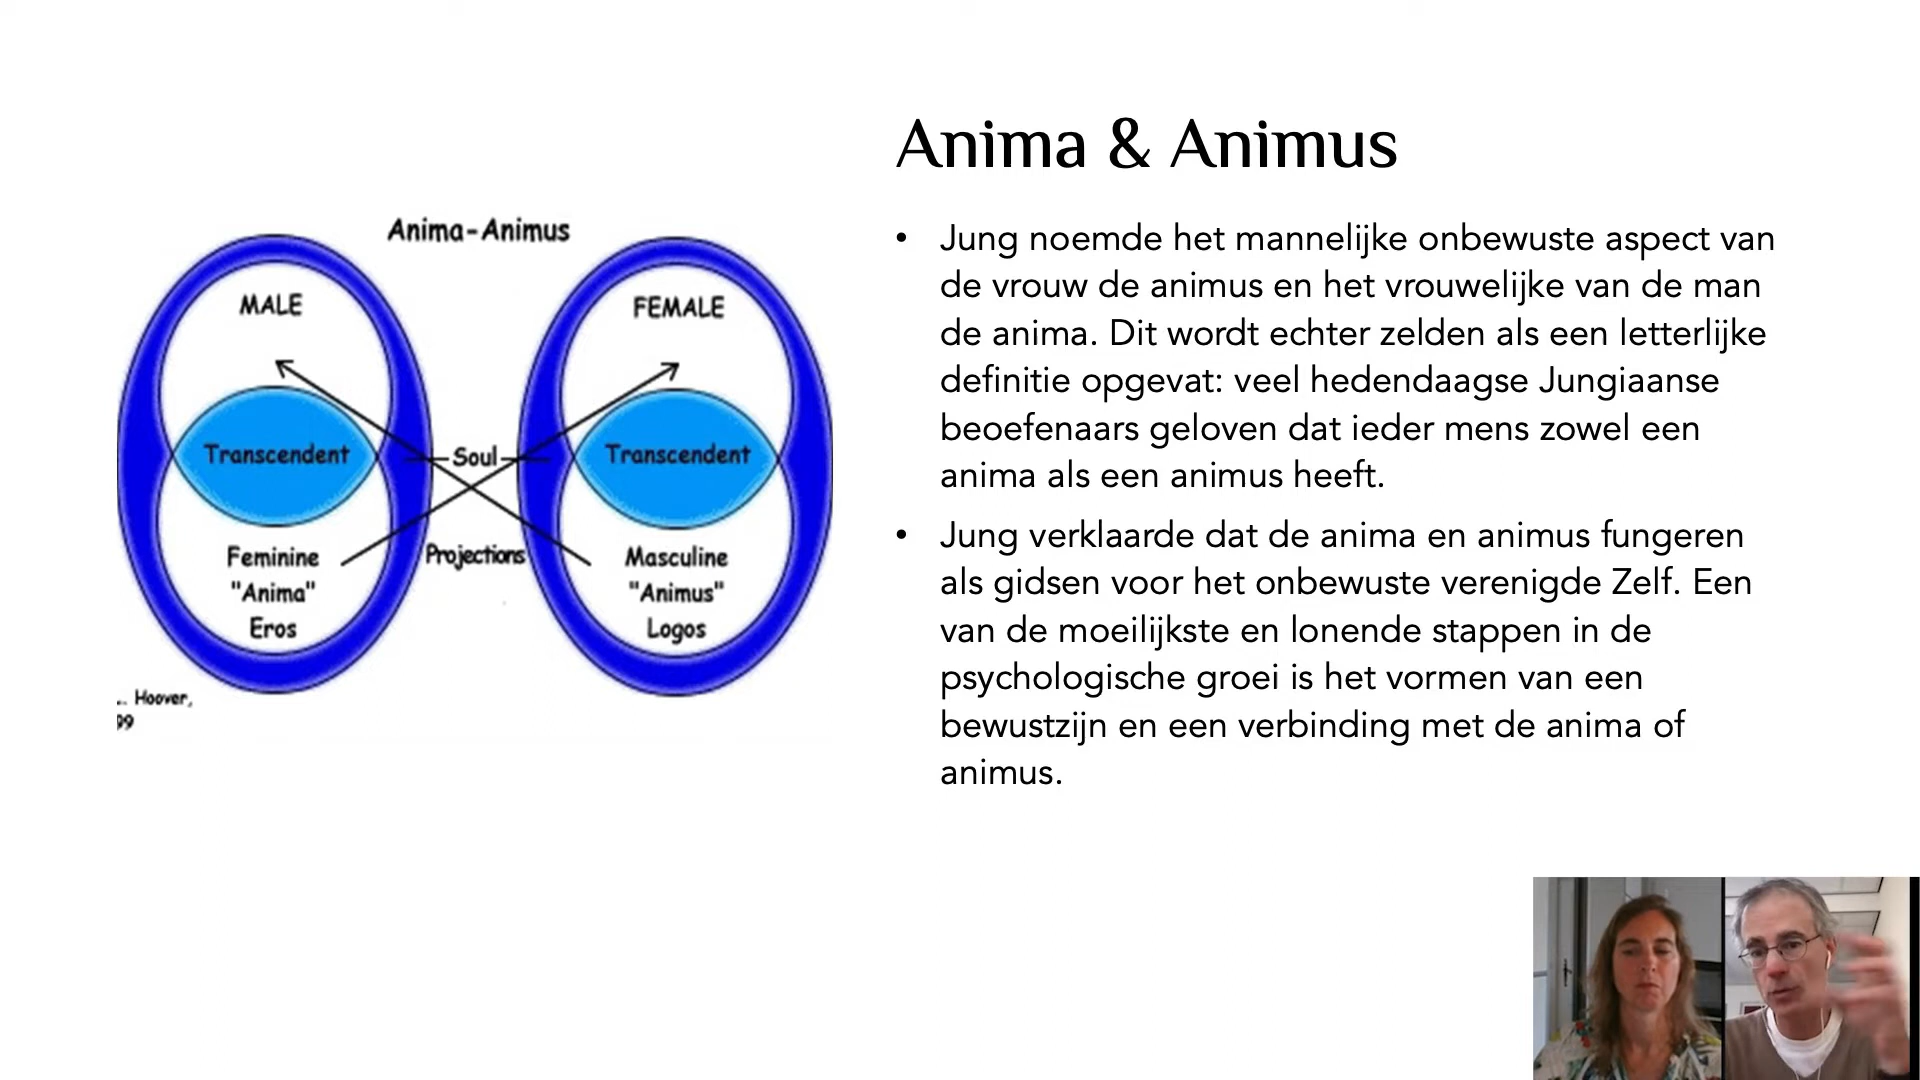 Anima & Animus
Anima-Animus
MALE
FEMALE
Transcendent
Soul
Transcendent
Feminine
"Anima"
Eros
Projections
Masculine
"Animus"
Logos
Hoover,
99
• Jung noemde het mannelijke onbewuste aspect van
de vrouw de animus en het vrouwelijke van de man
de anima. Dit wordt echter zelden als een letterlijke
definitie opgevat: veel hedendaagse Jungiaanse
beoefenaars geloven dat ieder mens zowel een
anima als een animus heeft.
• Jung verklaarde dat de anima en animus fungeren
als gidsen voor het onbewuste verenigde Zelf. Een
van de moeilijkste en lonende stappen in de
psychologische groei is het vormen van een
bewustzijn en een verbinding met de anima of
animus.